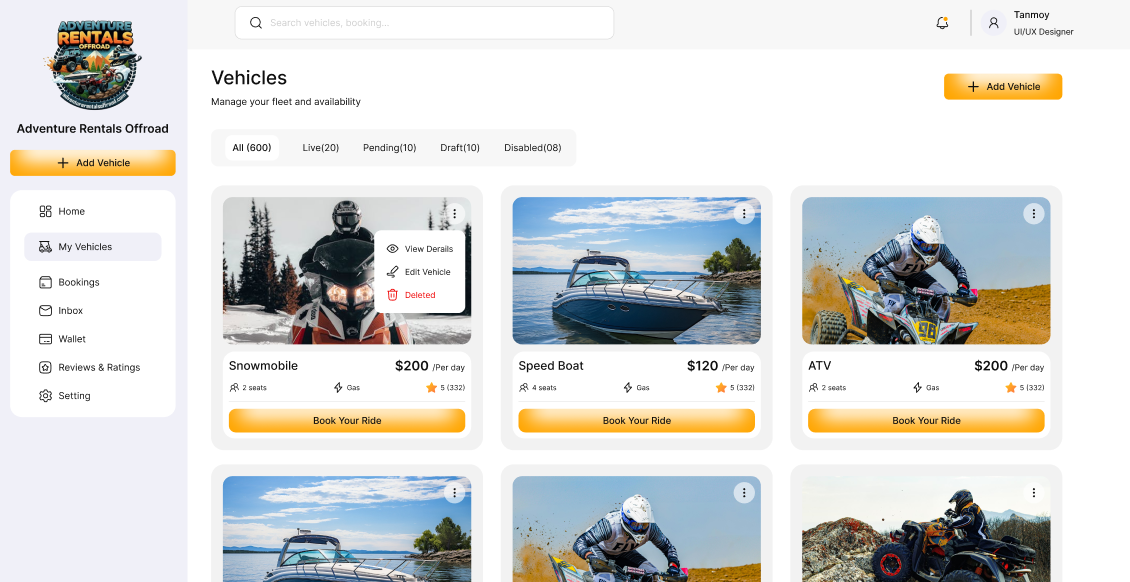 ADVENTURE
RENTALS
OFFROAD
adventurerentalsoffroad.com
Adventure Rentals Offroad
Add Vehicle
Home
My Vehicles
Bookings
Inbox
Wallet
Reviews & Ratings
Setting
Search vehicles, booking...
Tanmoy
UI/UX Designer
Vehicles
Manage your fleet and availability
Add Vehicle
All (600) Live(20) Pending(10) Draft(10) Disabled(08)
View Derails
Edit Vehicle
Deleted
Snowmobile $200 /Per day
2 seats Gas 5 (332)
Book Your Ride
Speed Boat $120 /Per day
4 seats Gas 5 (332)
Book Your Ride
ATV $200 /Per day
2 seats Gas 5 (332)
Book Your Ride